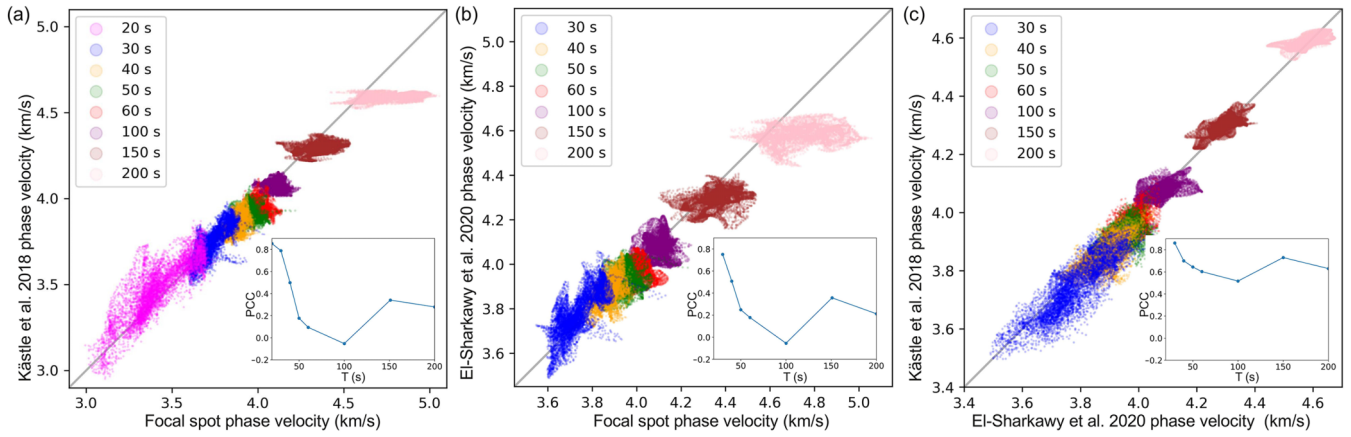 (a)
5.0
4.5
4.0
3.5
3.0
Kästle et al. 2018 phase velocity (km/s)
20 s
30 s
40 s
50 s
60 s
100 s
150 s
200 s
0.8
0.6
0.4
0.2
0.0
−0.2
PCC
50 100 150 200
T (s)
3.0 3.5 4.0 4.5 5.0
Focal spot phase velocity (km/s)
(b)
5.0
4.8
4.6
4.4
4.2
4.0
3.8
3.6
El-Sharkawy et al. 2020 phase velocity (km/s)
30 s
40 s
50 s
60 s
100 s
150 s
200 s
0.8
0.6
0.4
0.2
0.0
−0.2
PCC
50 100 150 200
T (s)
3.6 3.8 4.0 4.2 4.4 4.6 4.8 5.0
Focal spot phase velocity (km/s)
(c)
4.6
4.4
4.2
4.0
3.8
3.6
3.4
Kästle et al. 2018 phase velocity (km/s)
30 s
40 s
50 s
60 s
100 s
150 s
200 s
0.8
0.6
0.4
0.2
0.0
−0.2
PCC
50 100 150 200
T (s)
3.4 3.6 3.8 4.0 4.2 4.4 4.6
El-Sharkawy et al. 2020 phase velocity (km/s)